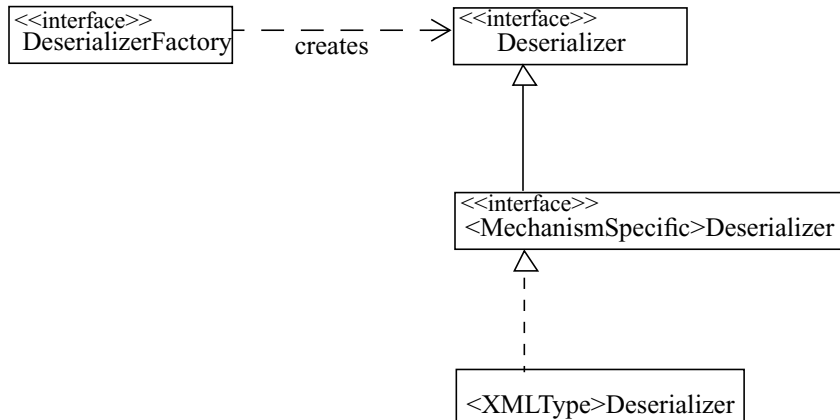 <<interface>>
DeserializerFactory
creates
<<interface>>
Deserializer
<<interface>>
<MechanismSpecific>Deserializer
<XMLType>Deserializer